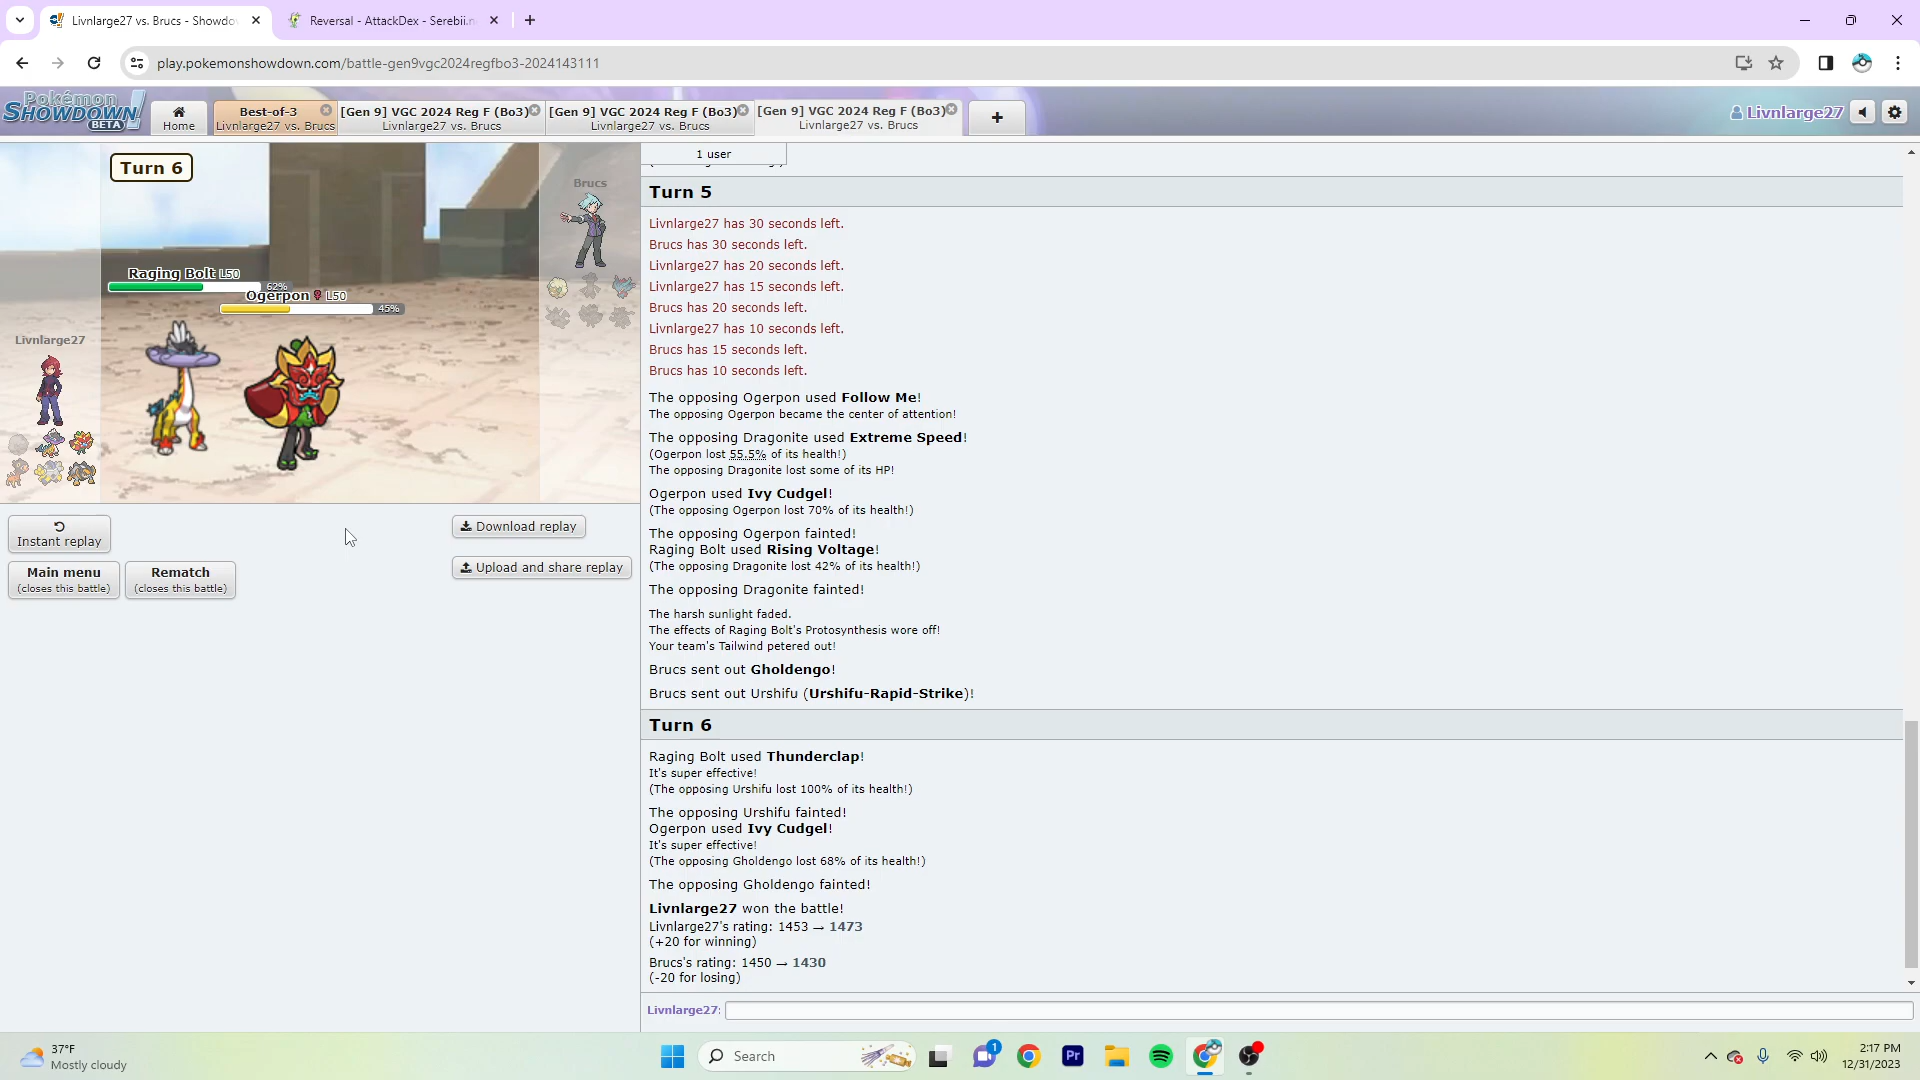 Livnlarge27 vs. Brucs - Showdo
Reversal - AttackDex - Serebii.n
play.pokemonshowdown.com/battle-gen9vgc2024regfbo3-2024143111
Pokémon
SHOWDOWN!
BETA
Home
Best-of-3
Livnlarge27 vs. Brucs
[Gen 9] VGC 2024 Reg F (Bo3)
Livnlarge27 vs. Brucs
[Gen 9] VGC 2024 Reg F (Bo3)
Livnlarge27 vs. Brucs
[Gen 9] VGC 2024 Reg F (Bo3)
Livnlarge27 vs. Brucs
+
Livnlarge27
Turn 6
Brucs
Raging Bolt L50
62%
Ogerpon L50
45%
Livnlarge27
Instant replay
Download replay
Upload and share replay
Main menu
(closes this battle)
Rematch
(closes this battle)
1 user
Turn 5
Livnlarge27 has 30 seconds left.
Brucs has 30 seconds left.
Livnlarge27 has 20 seconds left.
Livnlarge27 has 15 seconds left.
Brucs has 20 seconds left.
Livnlarge27 has 10 seconds left.
Brucs has 15 seconds left.
Brucs has 10 seconds left.
The opposing Ogerpon used Follow Me!
The opposing Ogerpon became the center of attention!
The opposing Dragonite used Extreme Speed!
(Ogerpon lost 55.5% of its health!)
The opposing Dragonite lost some of its HP!
Ogerpon used Ivy Cudgel!
(The opposing Ogerpon lost 70% of its health!)
The opposing Ogerpon fainted!
Raging Bolt used Rising Voltage!
(The opposing Dragonite lost 42% of its health!)
The opposing Dragonite fainted!
The harsh sunlight faded.
The effects of Raging Bolt's Protosynthesis wore off!
Your team's Tailwind petered out!
Brucs sent out Gholdengo!
Brucs sent out Urshifu (Urshifu-Rapid-Strike)!
Turn 6
Raging Bolt used Thunderclap!
It's super effective!
(The opposing Urshifu lost 100% of its health!)
The opposing Urshifu fainted!
Ogerpon used Ivy Cudgel!
It's super effective!
(The opposing Gholdengo lost 68% of its health!)
The opposing Gholdengo fainted!
Livnlarge27 won the battle!
Livnlarge27's rating: 1453 → 1473
(+20 for winning)
Brucs's rating: 1450 → 1430
(-20 for losing)
Livnlarge27:
37°F
Mostly cloudy
Search
1
Pr
2:17 PM
12/31/2023